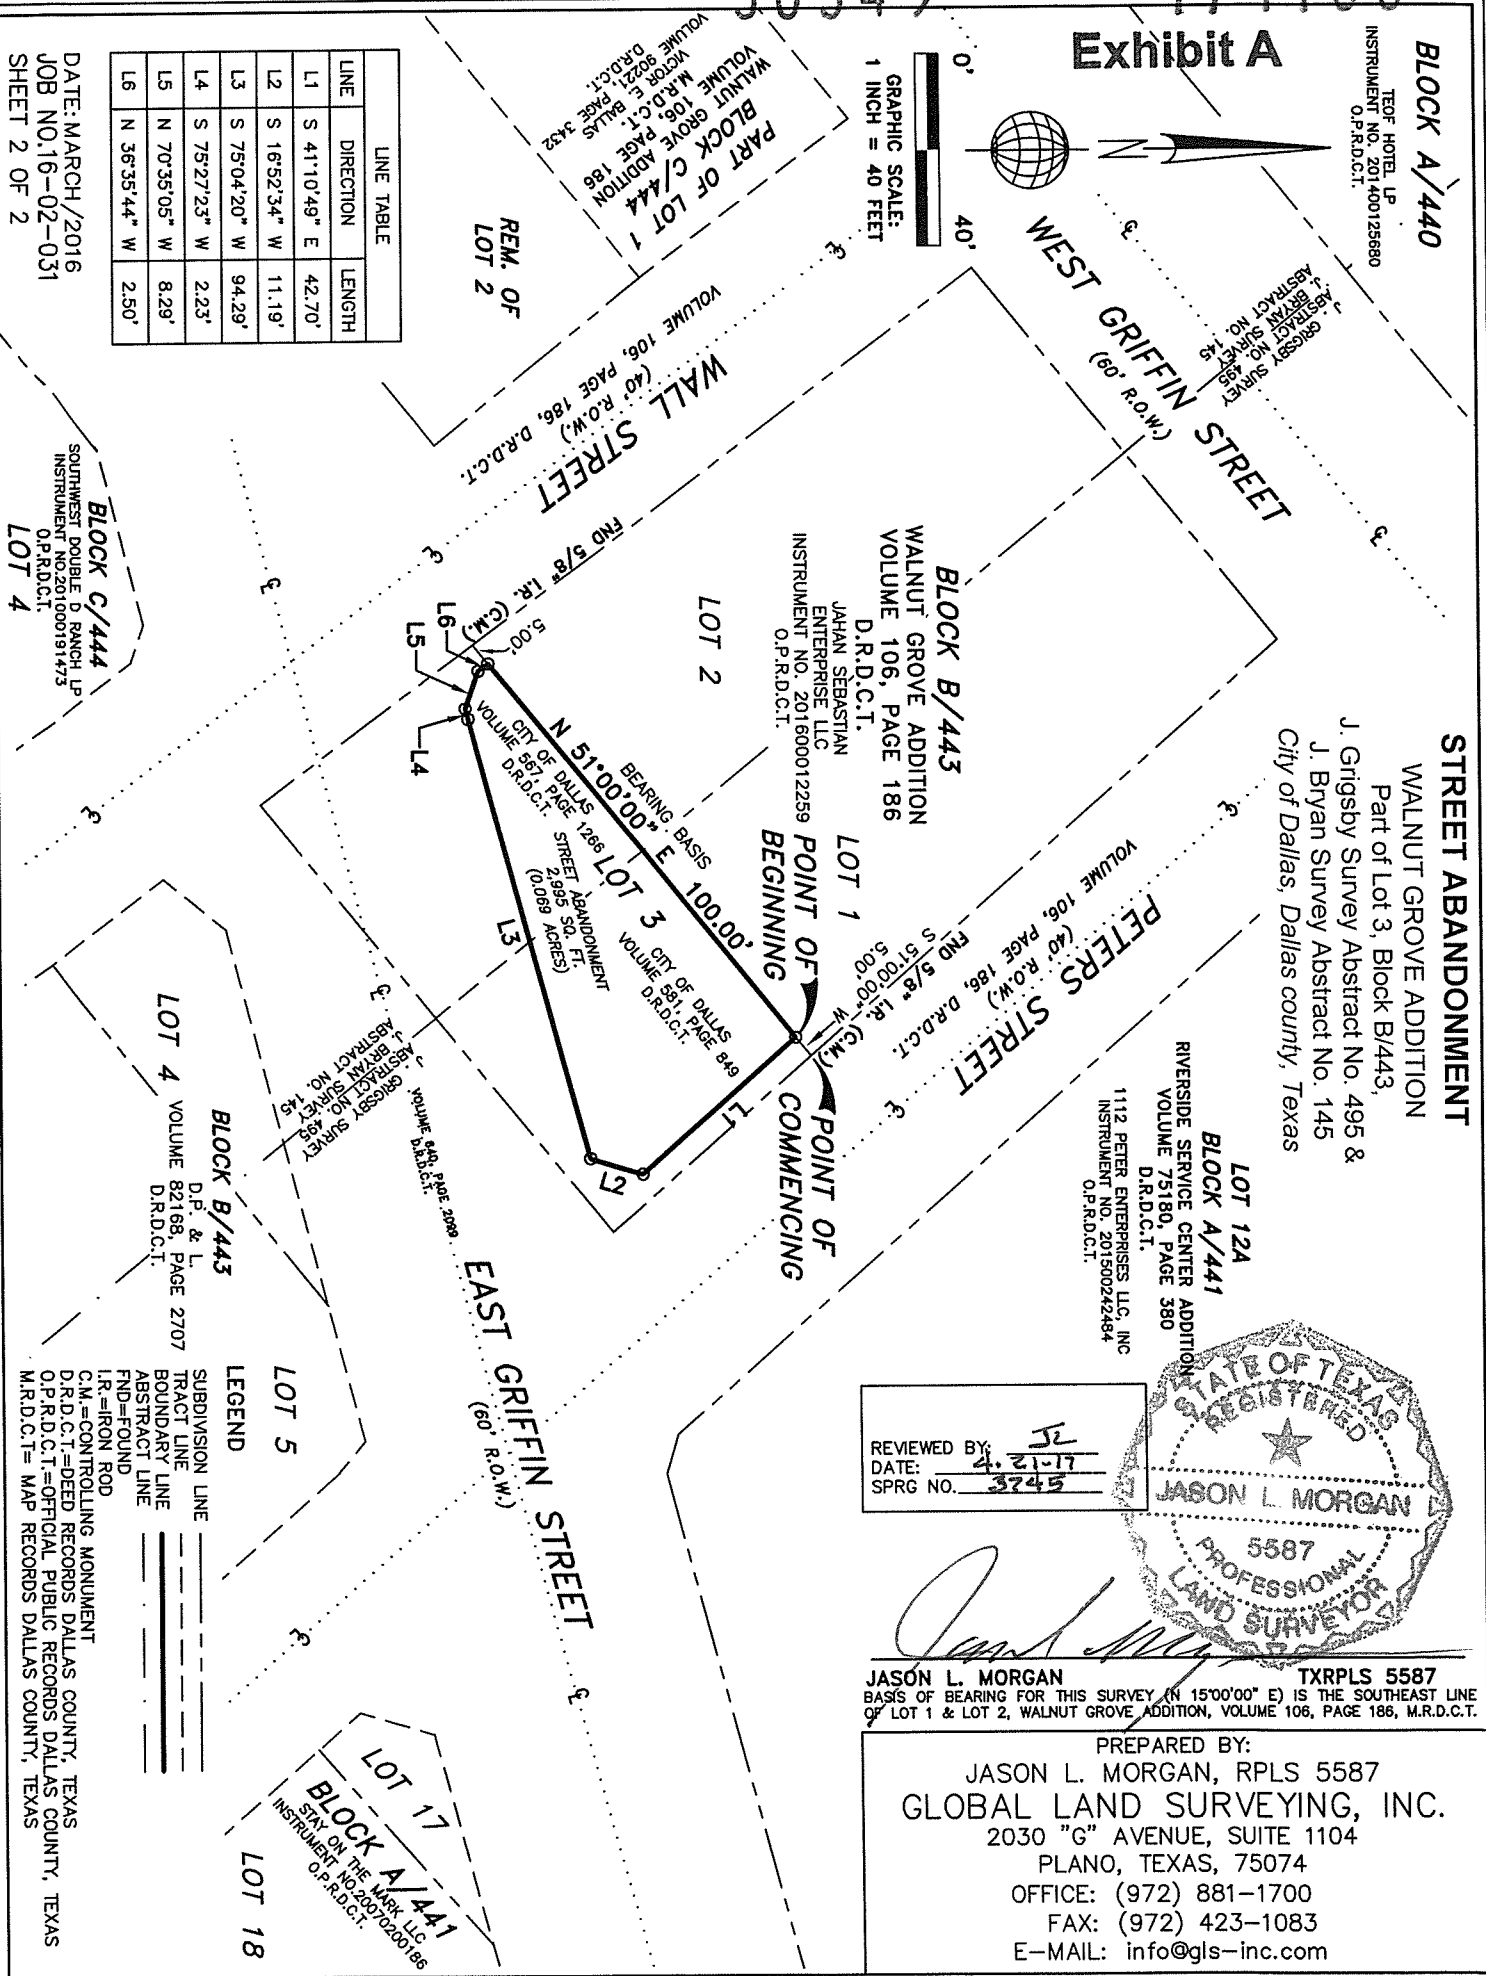 Exhibit A
BLOCK A/440
TEOF HOTEL LP
INSTRUMENT NO. 201400125680
O.P.R.D.C.T.
0'
40'
GRAPHIC SCALE:
1 INCH = 40 FEET
N
STREET ABANDONMENT
WALNUT GROVE ADDITION
Part of Lot 3, Block B/443,
J. Grigsby Survey Abstract No. 495 &
J. Bryan Survey Abstract No. 145
City of Dallas, Dallas county, Texas
WEST GRIFFIN STREET
(60' R.O.W.)
J. GRIGSBY SURVEY
ABSTRACT NO. 495
J. BRYAN SURVEY
ABSTRACT NO. 145
PART OF LOT 1
BLOCK C/444
WALNUT GROVE ADDITION
VOLUME 106, PAGE 186
M.R.D.C.T.
VICTOR E. BALLAS
VOLUME 90221, PAGE 3432
D.R.D.C.T.
REM. OF
LOT 2
WALL STREET
(40' R.O.W.)
VOLUME 106, PAGE 186, D.R.D.C.T.
FND 5/8" I.R. (C.M.)
5.00'
BLOCK B/443
WALNUT GROVE ADDITION
VOLUME 106, PAGE 186
D.R.D.C.T.
JAHAN SEBASTIAN
ENTERPRISE LLC
INSTRUMENT NO. 201600012259
O.P.R.D.C.T.
LOT 2
LOT 1
POINT OF
BEGINNING
POINT OF
COMMENCING
PETERS STREET
(40' R.O.W.)
VOLUME 106, PAGE 186, D.R.D.C.T.
FND 5/8" I.R. (C.M.)
S 51°00'00" W
5.00'
LOT 12A
BLOCK A/441
RIVERSIDE SERVICE CENTER ADDITION
VOLUME 75180, PAGE 380
D.R.D.C.T.
1112 PETER ENTERPRISES LLC, INC
INSTRUMENT NO. 201500242484
O.P.R.D.C.T.
BEARING BASIS
N 51°00'00" E 100.00'
CITY OF DALLAS
VOLUME 567, PAGE 1266
D.R.D.C.T.
LOT 3
CITY OF DALLAS
VOLUME 581, PAGE 849
D.R.D.C.T.
STREET ABANDONMENT
2,995 SQ. FT.
(0.069 ACRES)
L1
L2
L3
L4
L5
L6
LINE TABLE
LINE DIRECTION LENGTH
L1 S 41°10'49" E 42.70'
L2 S 16°52'34" W 11.19'
L3 S 75°04'20" W 94.29'
L4 S 75°27'23" W 2.23'
L5 N 70°35'05" W 8.29'
L6 N 36°35'44" W 2.50'
DATE: MARCH/2016
JOB NO.16-02-031
SHEET 2 OF 2
BLOCK C/444
SOUTHWEST DOUBLE D RANCH LP
INSTRUMENT NO.201000191473
O.P.R.D.C.T.
LOT 4
EAST GRIFFIN STREET
(60' R.O.W.)
VOLUME 840, PAGE 2099
D.R.D.C.T.
J. GRIGSBY SURVEY
ABSTRACT NO. 495
J. BRYAN SURVEY
ABSTRACT NO. 145
BLOCK B/443
D.P. & L.
LOT 4 VOLUME 82168, PAGE 2707
D.R.D.C.T.
LOT 5
LOT 17
BLOCK A/441
STAY ON THE MARK LLC
INSTRUMENT NO.20070200186
O.P.R.D.C.T.
LOT 18
LEGEND
SUBDIVISION LINE
TRACT LINE
BOUNDARY LINE
ABSTRACT LINE
FND=FOUND
I.R.=IRON ROD
C.M.=CONTROLLING MONUMENT
D.R.D.C.T.=DEED RECORDS DALLAS COUNTY, TEXAS
O.P.R.D.C.T.=OFFICIAL PUBLIC RECORDS DALLAS COUNTY, TEXAS
M.R.D.C.T= MAP RECORDS DALLAS COUNTY, TEXAS
REVIEWED BY: JL
DATE: 4.21-17
SPRG NO. 3745
STATE OF TEXAS
REGISTERED
JASON L. MORGAN
5587
PROFESSIONAL
LAND SURVEYOR
JASON L. MORGAN TXRPLS 5587
BASIS OF BEARING FOR THIS SURVEY (N 15°00'00" E) IS THE SOUTHEAST LINE
OF LOT 1 & LOT 2, WALNUT GROVE ADDITION, VOLUME 106, PAGE 186, M.R.D.C.T.
PREPARED BY:
JASON L. MORGAN, RPLS 5587
GLOBAL LAND SURVEYING, INC.
2030 "G" AVENUE, SUITE 1104
PLANO, TEXAS, 75074
OFFICE: (972) 881-1700
FAX: (972) 423-1083
E-MAIL: info@gls-inc.com